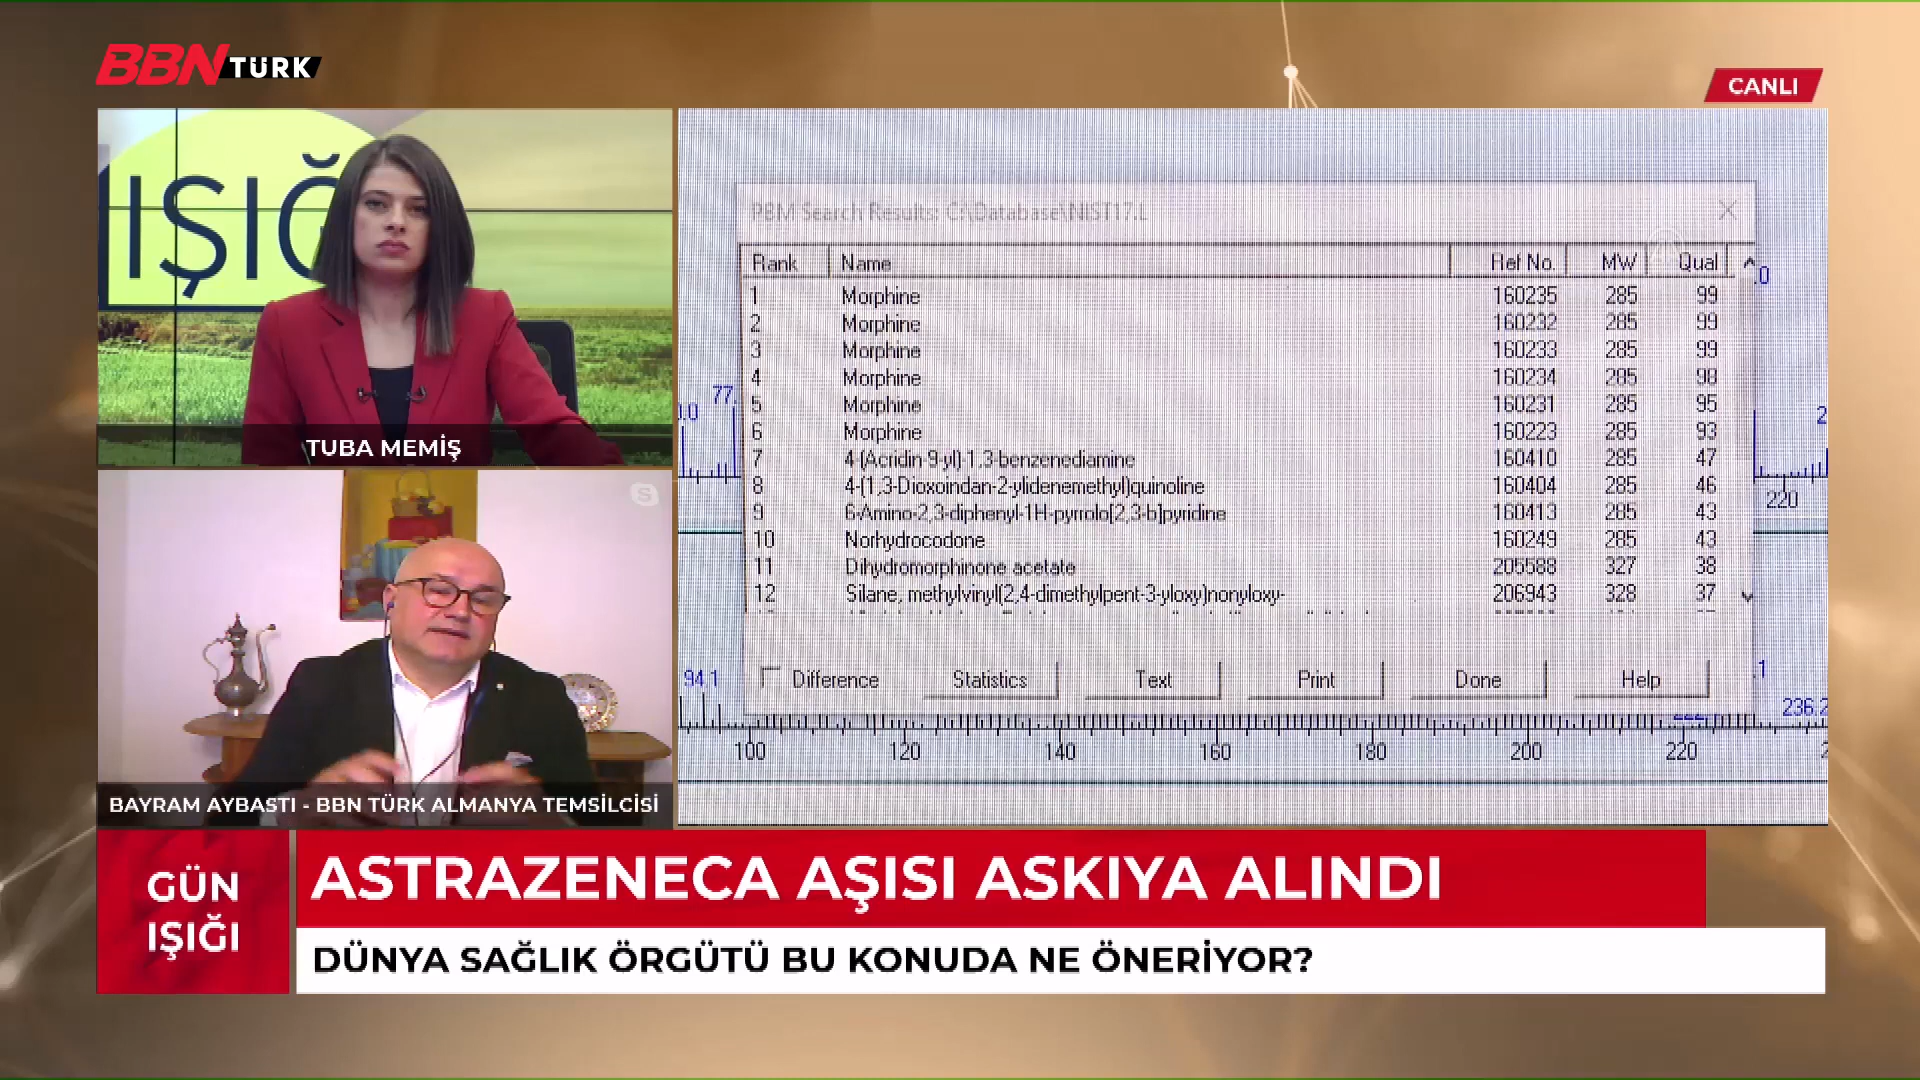 BBN TÜRK
CANLI
IŞIĞ
TUBA MEMİŞ
BAYRAM AYBASTI - BBN TÜRK ALMANYA TEMSİLCİSİ
PBM Search Results: C:\Database\NIST17.L
Rank Name Ref No. MW Qual
1 Morphine 160235 285 99
2 Morphine 160232 285 99
3 Morphine 160233 285 99
4 Morphine 160234 285 98
5 Morphine 160231 285 95
6 Morphine 160223 285 93
7 4-(Acridin-9-yl)-1,3-benzenediamine 160410 285 47
8 4-(1,3-Dioxoindan-2-ylidenemethyl)quinoline 160404 285 46
9 6-Amino-2,3-diphenyl-1H-pyrrolo[2,3-b]pyridine 160413 285 43
10 Norhydrocodone 160249 285 43
11 Dihydromorphinone acetate 205588 327 38
12 Silane, methylvinyl(2,4-dimethylpent-3-yloxy)nonyloxy- 206943 328 37
Difference Statistics Text Print Done Help
77.
220
94.1
236.2
100 120 140 160 180 200 220
GÜN
IŞIĞI
ASTRAZENECA AŞISI ASKIYA ALINDI
DÜNYA SAĞLIK ÖRGÜTÜ BU KONUDA NE ÖNERİYOR?